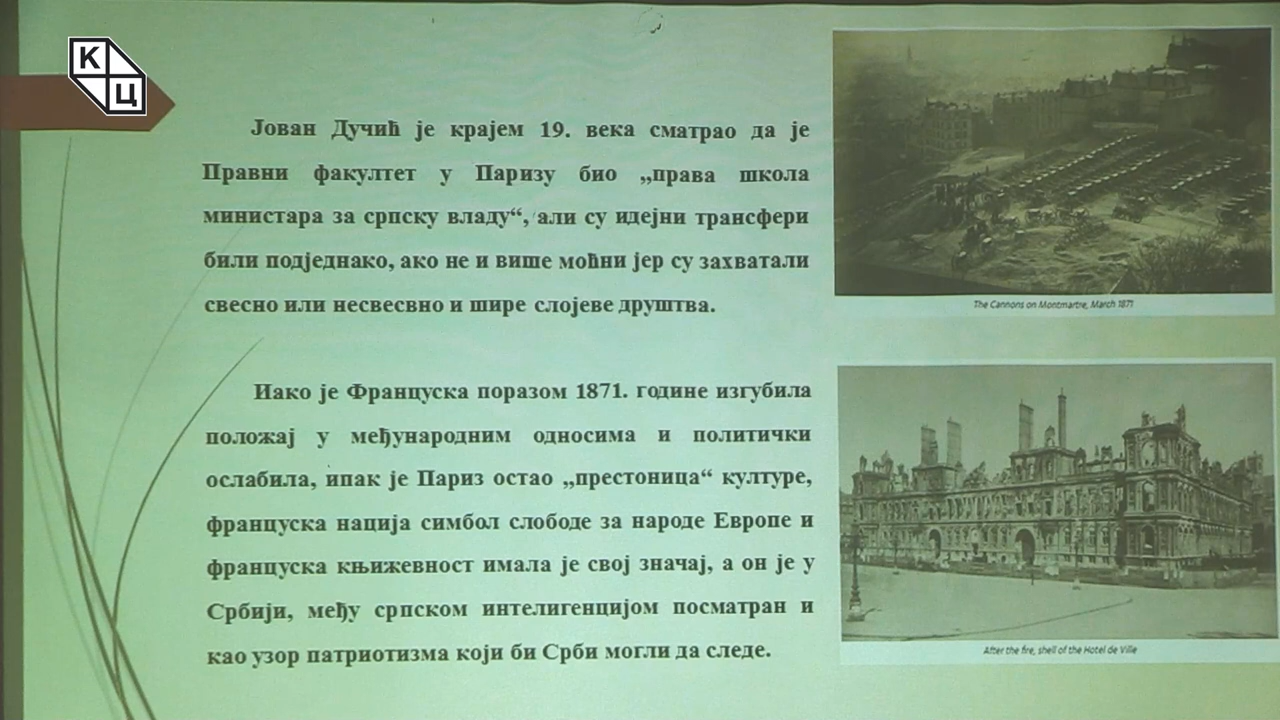 КЦ
Јован Дучић је крајем 19. века сматрао да је
Правни факултет у Паризу био „права школа
министара за српску владу“, али су идејни трансфери
били подједнако, ако не и више моћни јер су захватали
свесно или несвесвно и шире слојеве друштва.
Иако је Француска поразом 1871. године изгубила
положај у међународним односима и политички
ослабила, ипак је Париз остао „престоница“ културе,
француска нација симбол слободе за народе Европе и
француска књижевност имала је свој значај, а он је у
Србији, међу српском интелигенцијом посматран и
као узор патриотизма који би Срби могли да следе.
The Cannons on Montmartre, March 1871
After the fire, shell of the Hotel de Ville